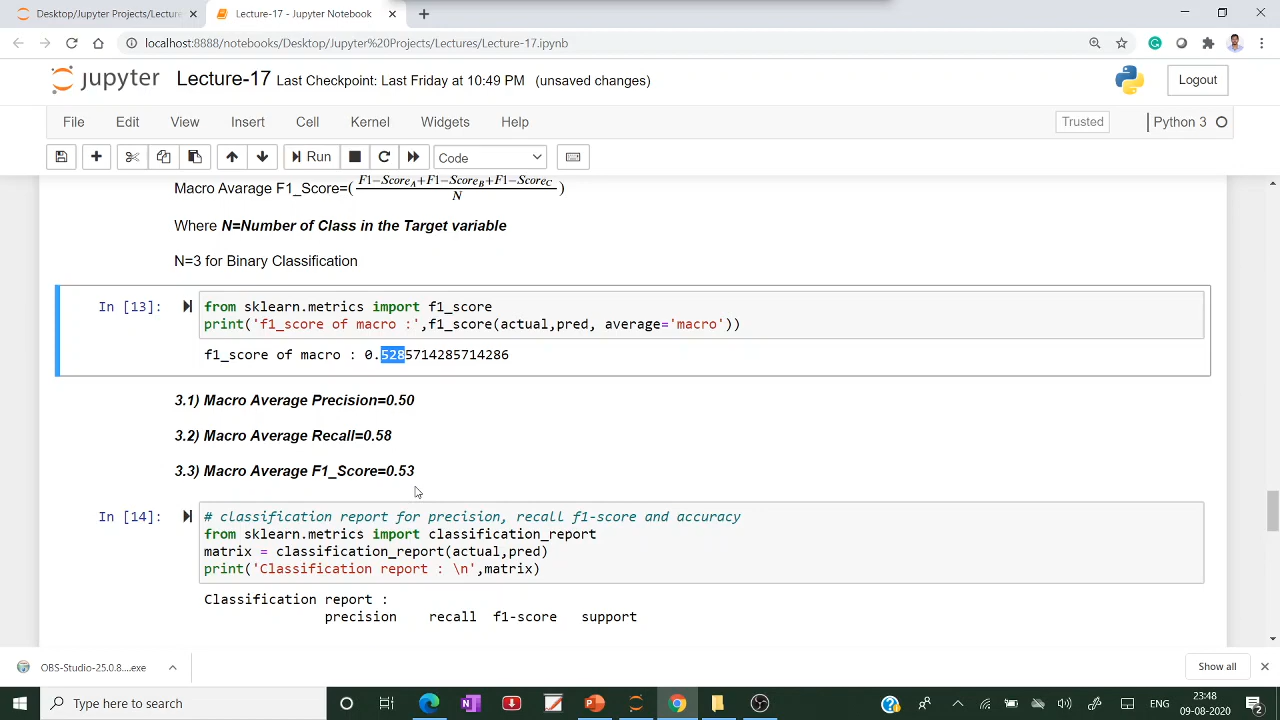 Desktop/Jupyter Projects/Lecture
Lecture-17 - Jupyter Notebook
localhost:8888/notebooks/Desktop/Jupyter%20Projects/Lectures/Lecture-17.ipynb
jupyter Lecture-17 Last Checkpoint: Last Friday at 10:49 PM (unsaved changes)
Logout
File Edit View Insert Cell Kernel Widgets Help
Trusted Python 3
Run Code
Macro Avarage F1_Score=(F1−Score_A+F1−Score_B+F1−Score_C / N)
Where N=Number of Class in the Target variable
N=3 for Binary Classification
In [13]: from sklearn.metrics import f1_score
print('f1_score of macro :',f1_score(actual,pred, average='macro'))
f1_score of macro : 0.5285714285714286
3.1) Macro Average Precision=0.50
3.2) Macro Average Recall=0.58
3.3) Macro Average F1_Score=0.53
In [14]: # classification report for precision, recall f1-score and accuracy
from sklearn.metrics import classification_report
matrix = classification_report(actual,pred)
print('Classification report : \n',matrix)
Classification report :
precision recall f1-score support
OBS-Studio-25.0.8....exe
Show all
Type here to search
ENG
23:48
09-08-2020
2